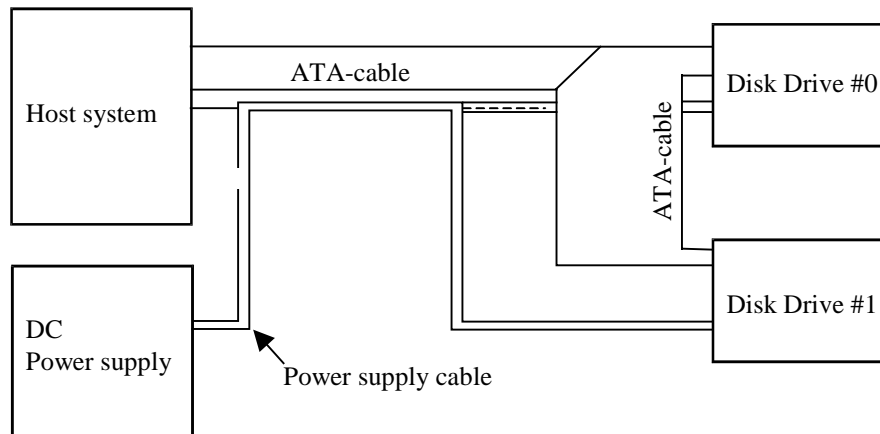 Host system
ATA-cable
Disk Drive #0
ATA-cable
Disk Drive #1
DC
Power supply
Power supply cable